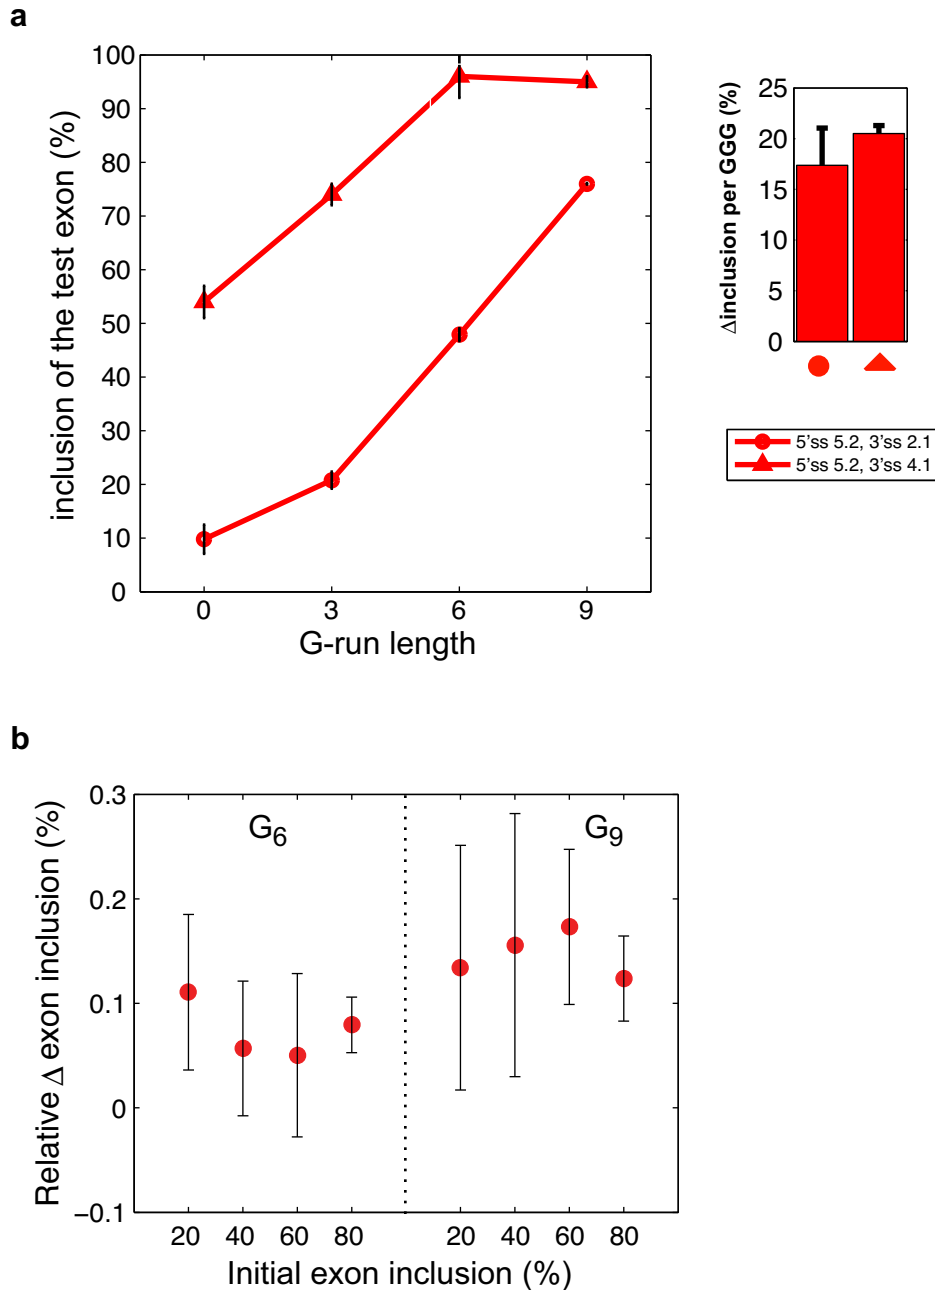 a
inclusion of the test exon (%)
100
90
80
70
60
50
40
30
20
10
0
0 3 6 9
G-run length
Δinclusion per GGG (%)
25
20
15
10
5
0
5'ss 5.2, 3'ss 2.1
5'ss 5.2, 3'ss 4.1
b
Relative Δ exon inclusion (%)
0.3
0.2
0.1
0
−0.1
G6
G9
20 40 60 80 20 40 60 80
Initial exon inclusion (%)